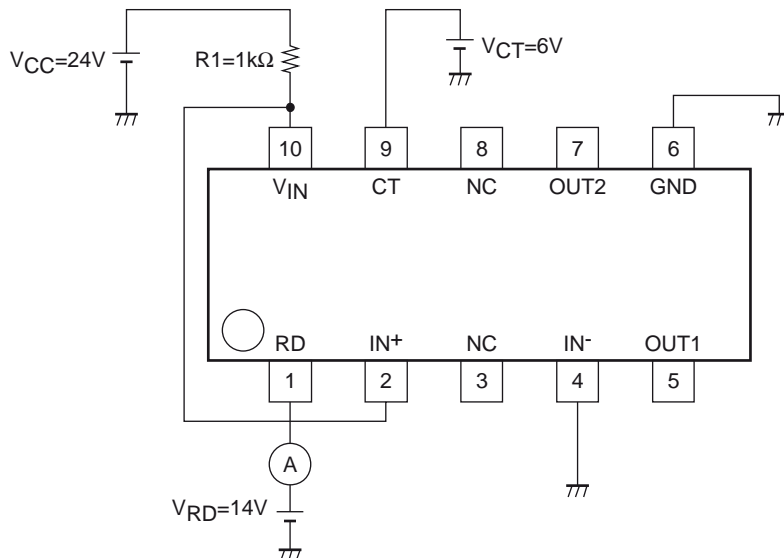 VCC=24V
R1=1kΩ
VCT=6V
10 9 8 7 6
VIN CT NC OUT2 GND
RD IN+ NC IN- OUT1
1 2 3 4 5
A
VRD=14V